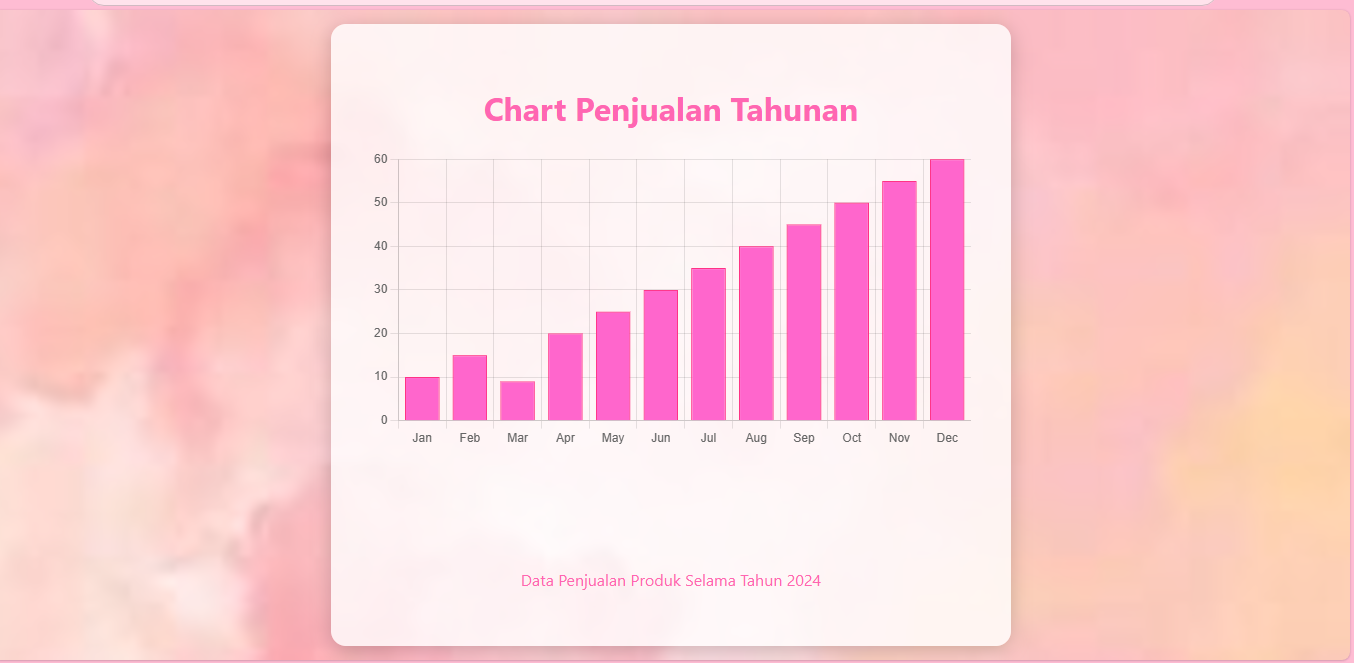 Chart Penjualan Tahunan
60
50
40
30
20
10
0
Jan Feb Mar Apr May Jun Jul Aug Sep Oct Nov Dec
Data Penjualan Produk Selama Tahun 2024